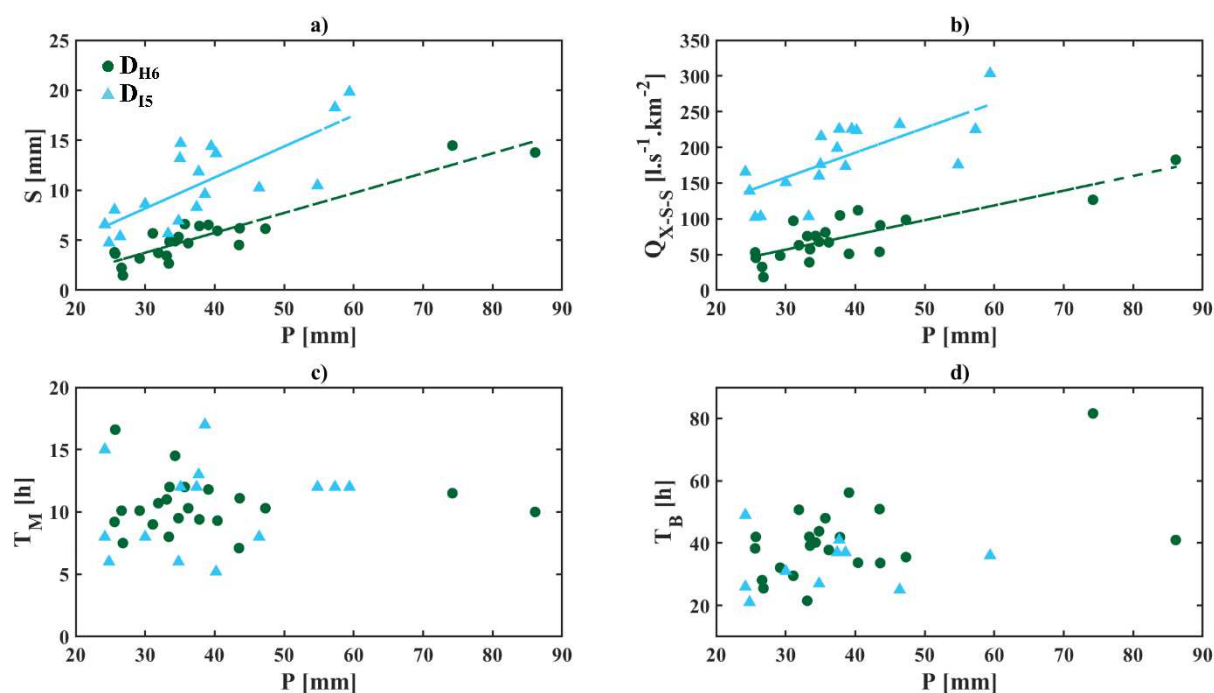 a)
25
20
15
10
5
0
S [mm]
D_H6
D_I5
20 30 40 50 60 70 80 90
P [mm]
b)
350
300
250
200
150
100
50
0
Q_X-S-S [l.s^-1.km^-2]
20 30 40 50 60 70 80 90
P [mm]
c)
20
15
10
5
0
T_M [h]
20 30 40 50 60 70 80 90
P [mm]
d)
80
60
40
20
T_B [h]
20 30 40 50 60 70 80 90
P [mm]